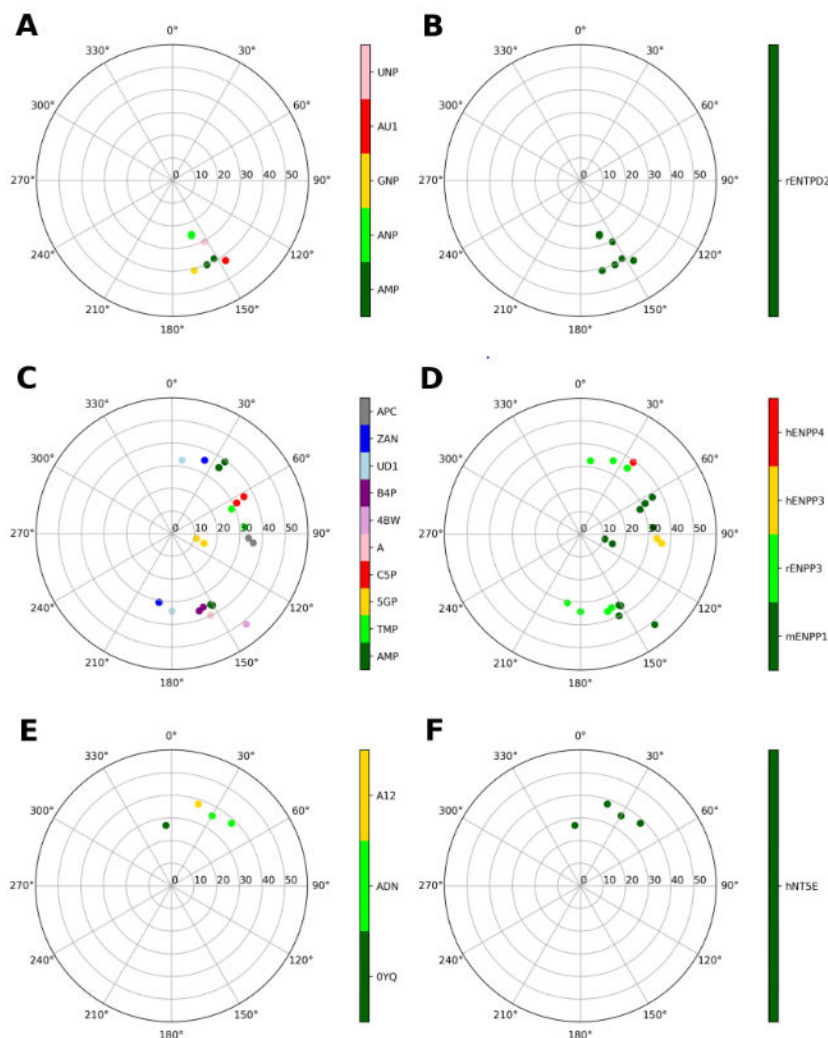 A
0°
30°
60°
90°
120°
150°
180°
210°
240°
270°
300°
330°
0 10 20 30 40 50
UNP
AU1
GNP
ANP
AMP
B
0°
30°
60°
90°
120°
150°
180°
210°
240°
270°
300°
330°
0 10 20 30 40 50
rENTPD2
C
0°
30°
60°
90°
120°
150°
180°
210°
240°
270°
300°
330°
0 10 20 30 40 50
APC
ZAN
UD1
B4P
4BW
A
C5P
5GP
TMP
AMP
D
0°
30°
60°
90°
120°
150°
180°
210°
240°
270°
300°
330°
0 10 20 30 40 50
hENPP4
hENPP3
rENPP3
mENPP1
E
0°
30°
60°
90°
120°
150°
180°
210°
240°
270°
300°
330°
0 10 20 30 40 50
A12
ADN
0YQ
F
0°
30°
60°
90°
120°
150°
180°
210°
240°
270°
300°
330°
0 10 20 30 40 50
hNT5E